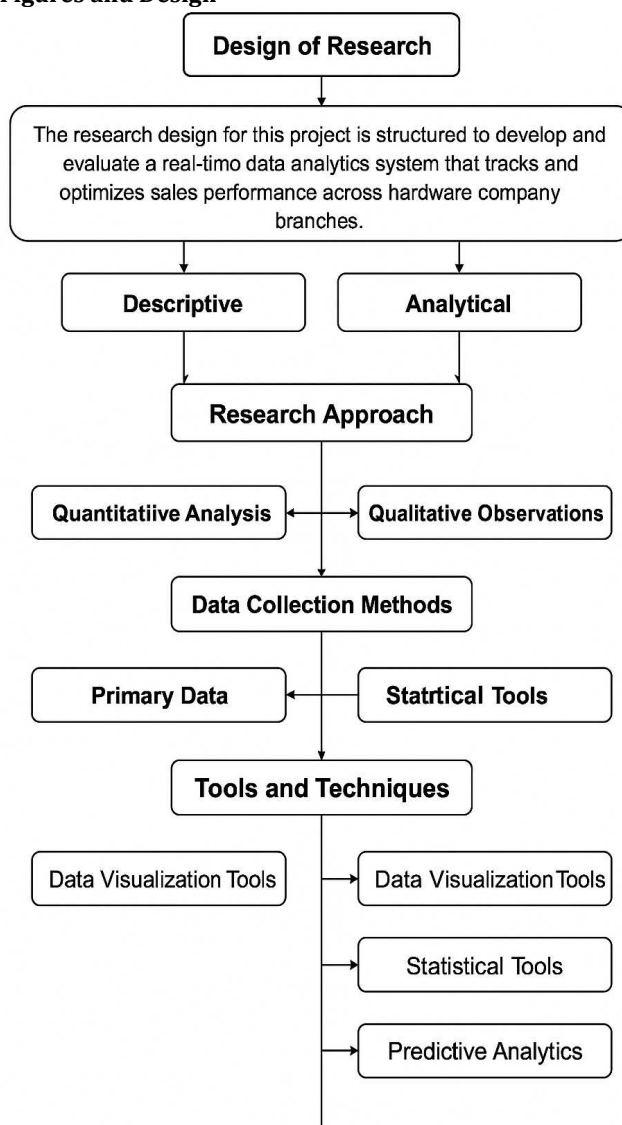 Figures and Design
Design of Research
The research design for this project is structured to develop and
evaluate a real-timo data analytics system that tracks and
optimizes sales performance across hardware company
branches.
Descriptive
Analytical
Research Approach
Quantitatiive Analysis
Qualitative Observations
Data Collection Methods
Primary Data
Statrtical Tools
Tools and Techniques
Data Visualization Tools
Data Visualization Tools
Statistical Tools
Predictive Analytics